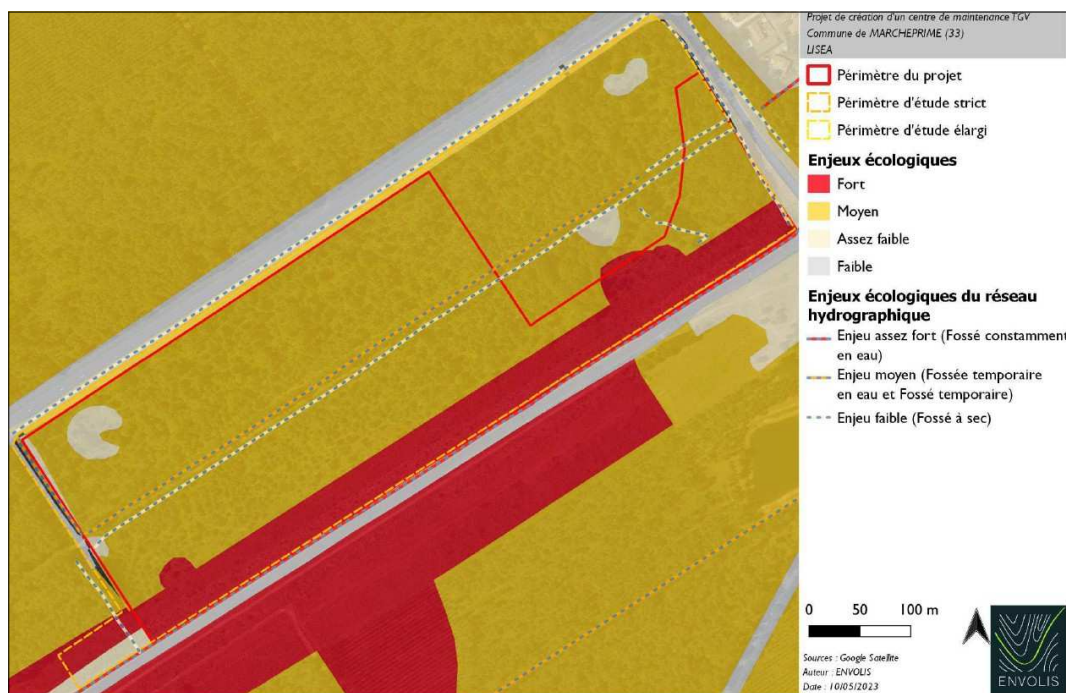 Projet de création d'un centre de maintenance TGV
Commune de MARCHEPRIME (33)
LISEA
Périmètre du projet
Périmètre d'étude strict
Périmètre d'étude élargi
Enjeux écologiques
Fort
Moyen
Assez faible
Faible
Enjeux écologiques du réseau
hydrographique
Enjeu assez fort (Fossé constamment
en eau)
Enjeu moyen (Fossée temporaire
en eau et Fossé temporaire)
Enjeu faible (Fossé à sec)
0 50 100 m
Sources : Google Satellite
Auteur : ENVOLIS
Date : 10/05/2023
ENVOLIS